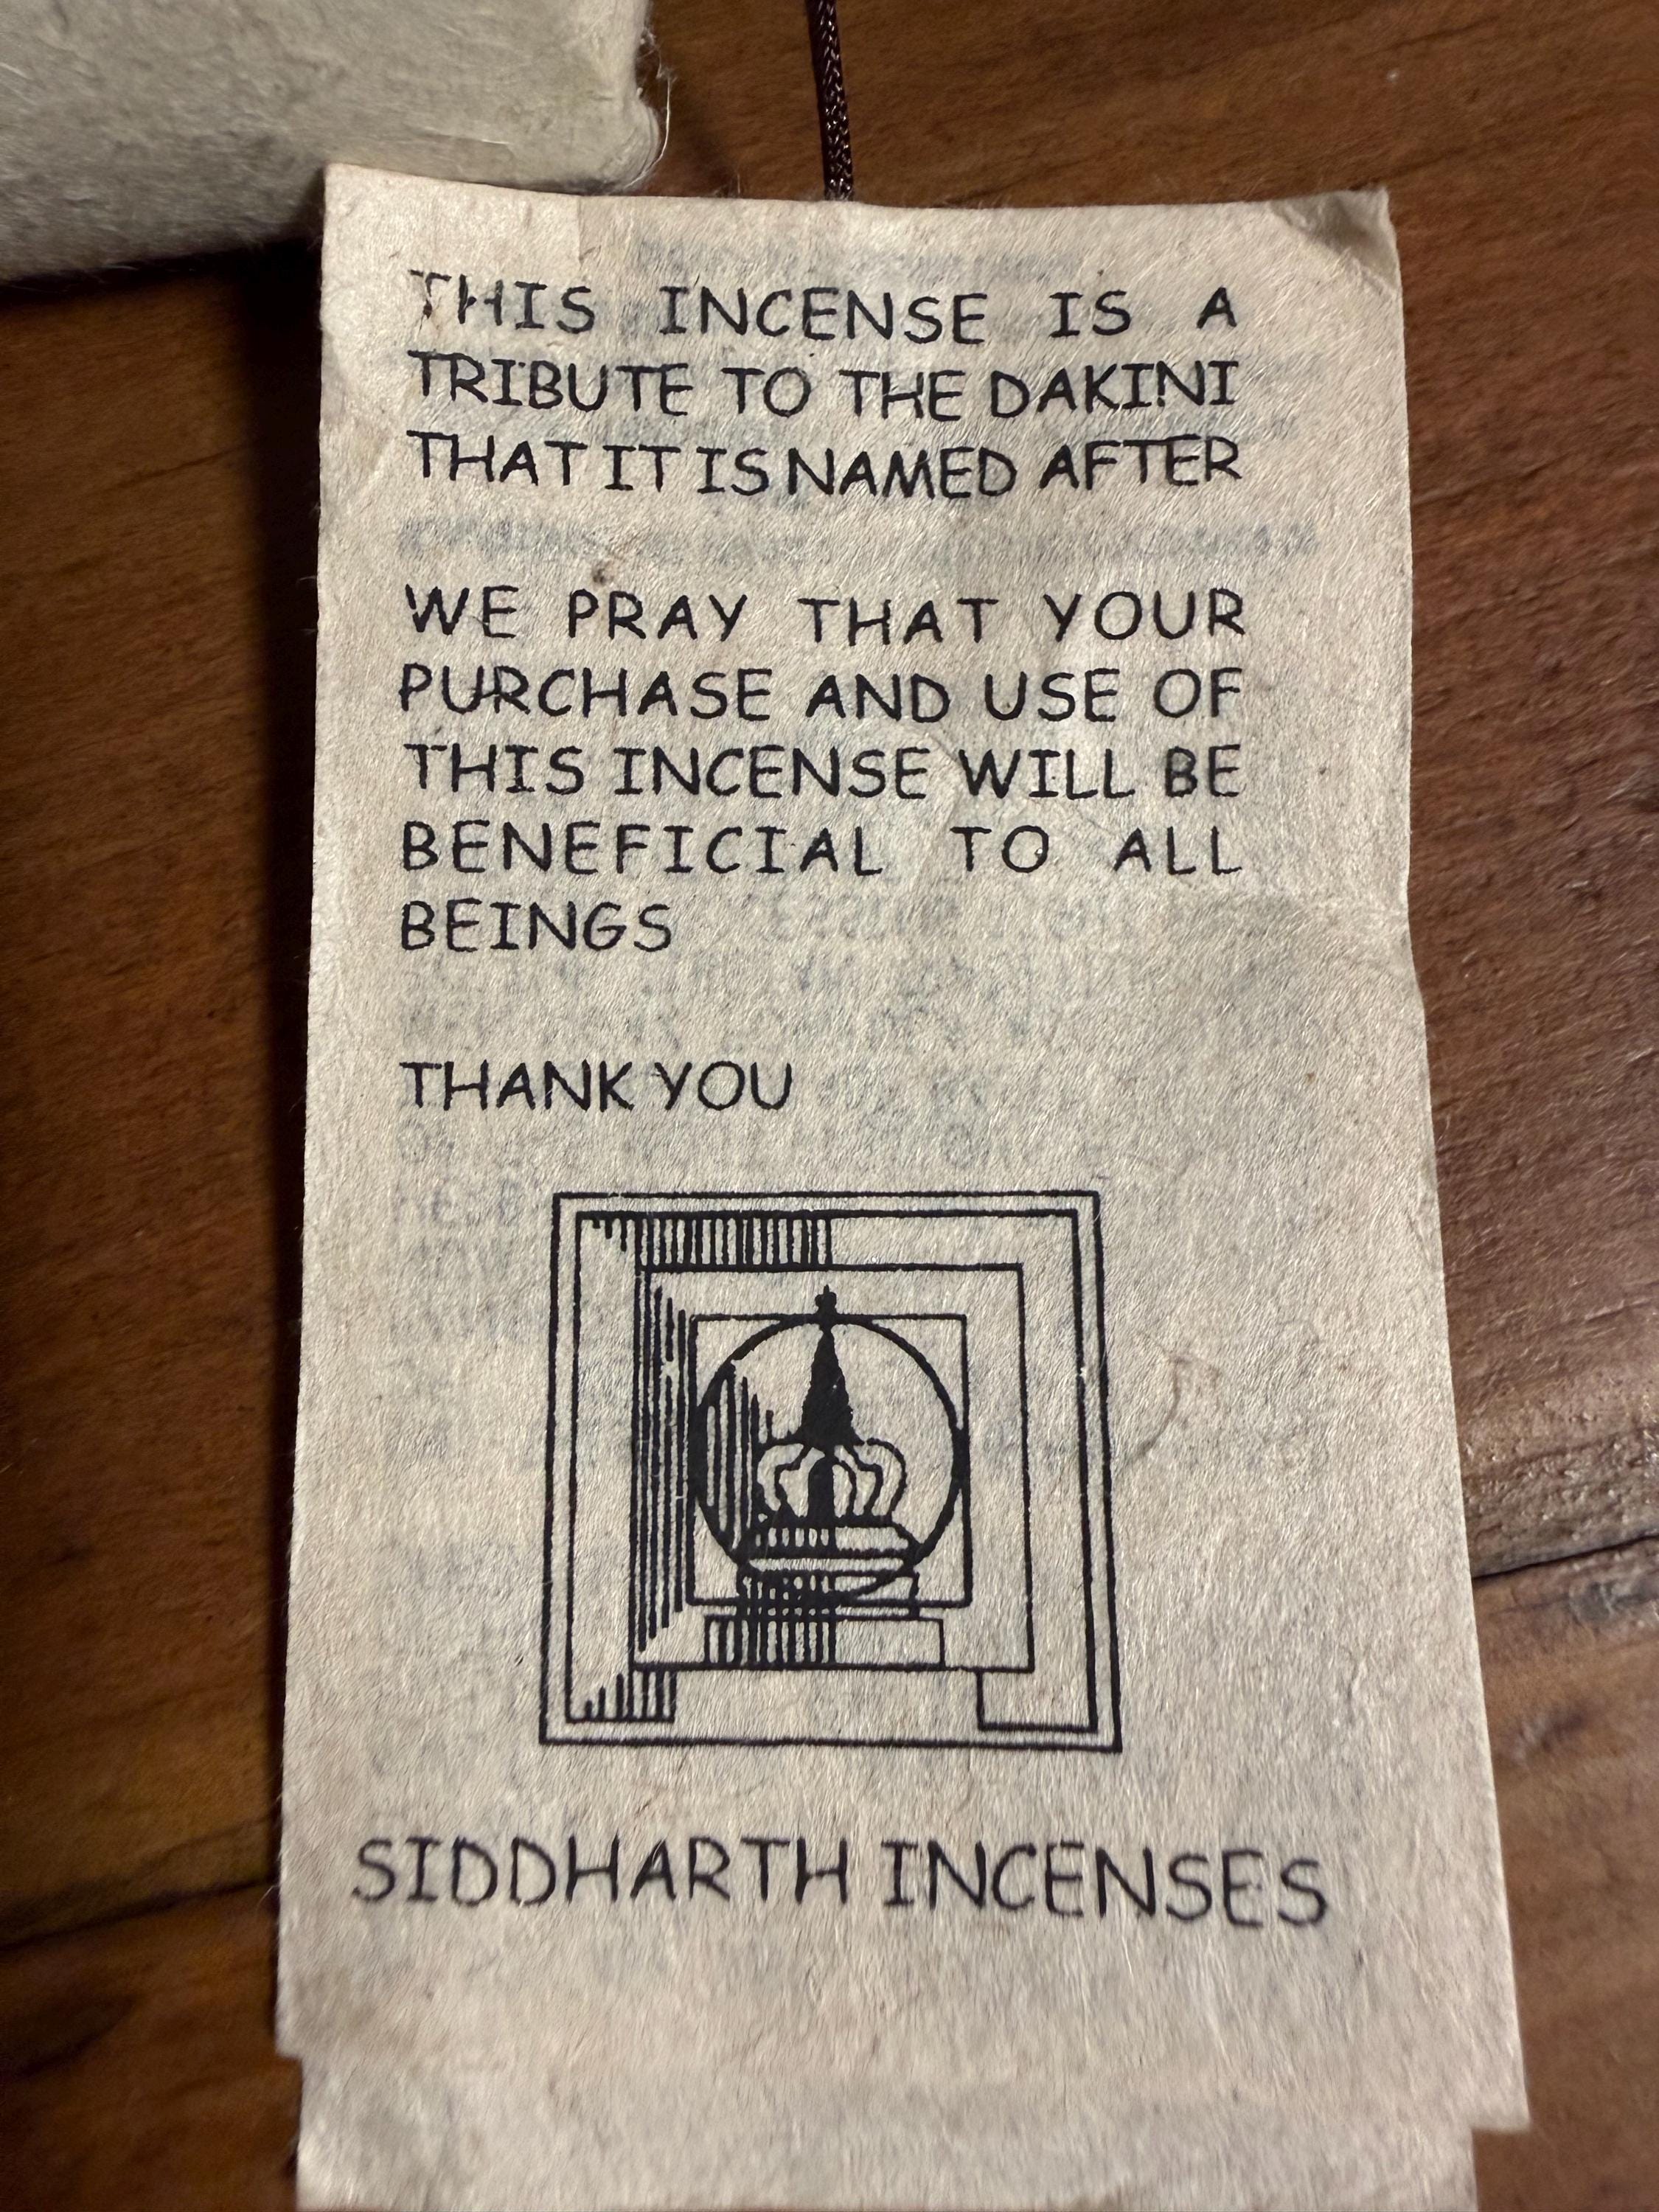 THIS INCENSE IS A
TRIBUTE TO THE DAKINI
THAT IT IS NAMED AFTER
WE PRAY THAT YOUR
PURCHASE AND USE OF
THIS INCENSE WILL BE
BENEFICIAL TO ALL
BEINGS
THANK YOU
SIDDHARTH INCENSES